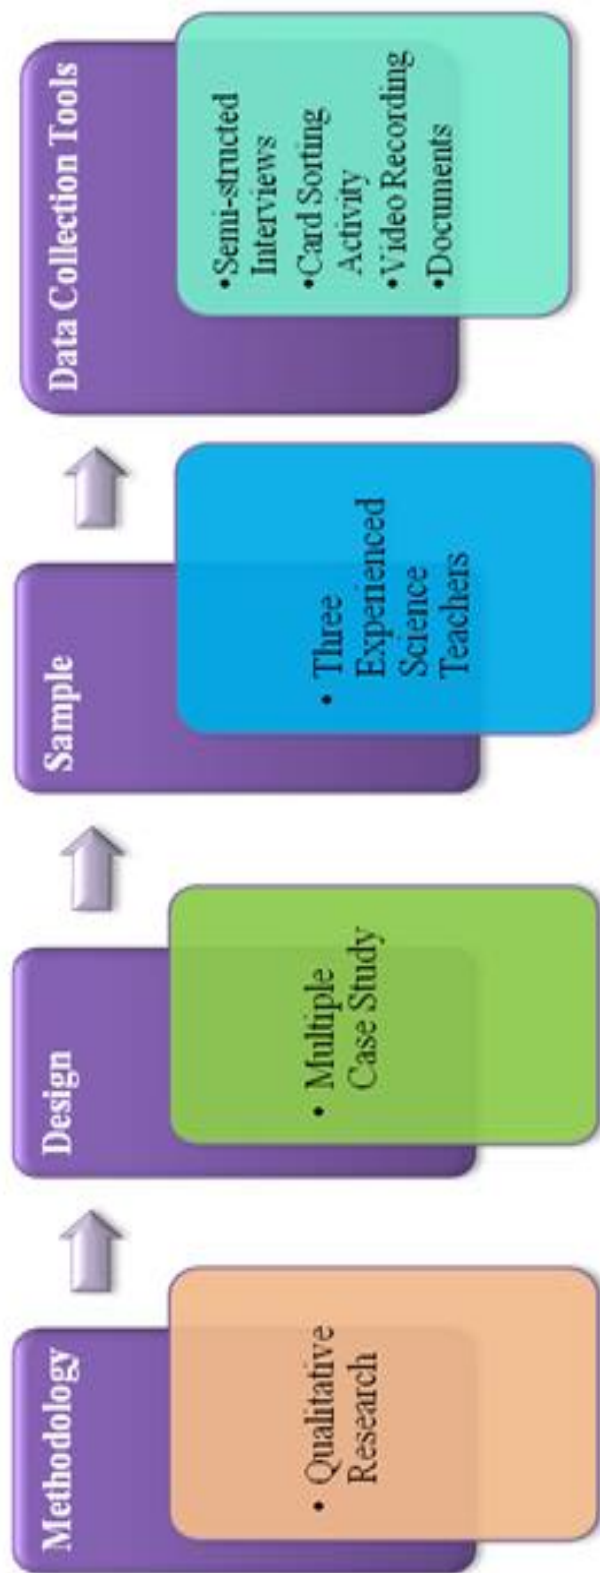 Methodology
• Qualitative
Research
Design
• Multiple
Case Study
Sample
• Three
Experienced
Science
Teachers
Data Collection Tools
•Semi-structed
Interviews
•Card Sorting
Activity
•Video Recording
•Documents